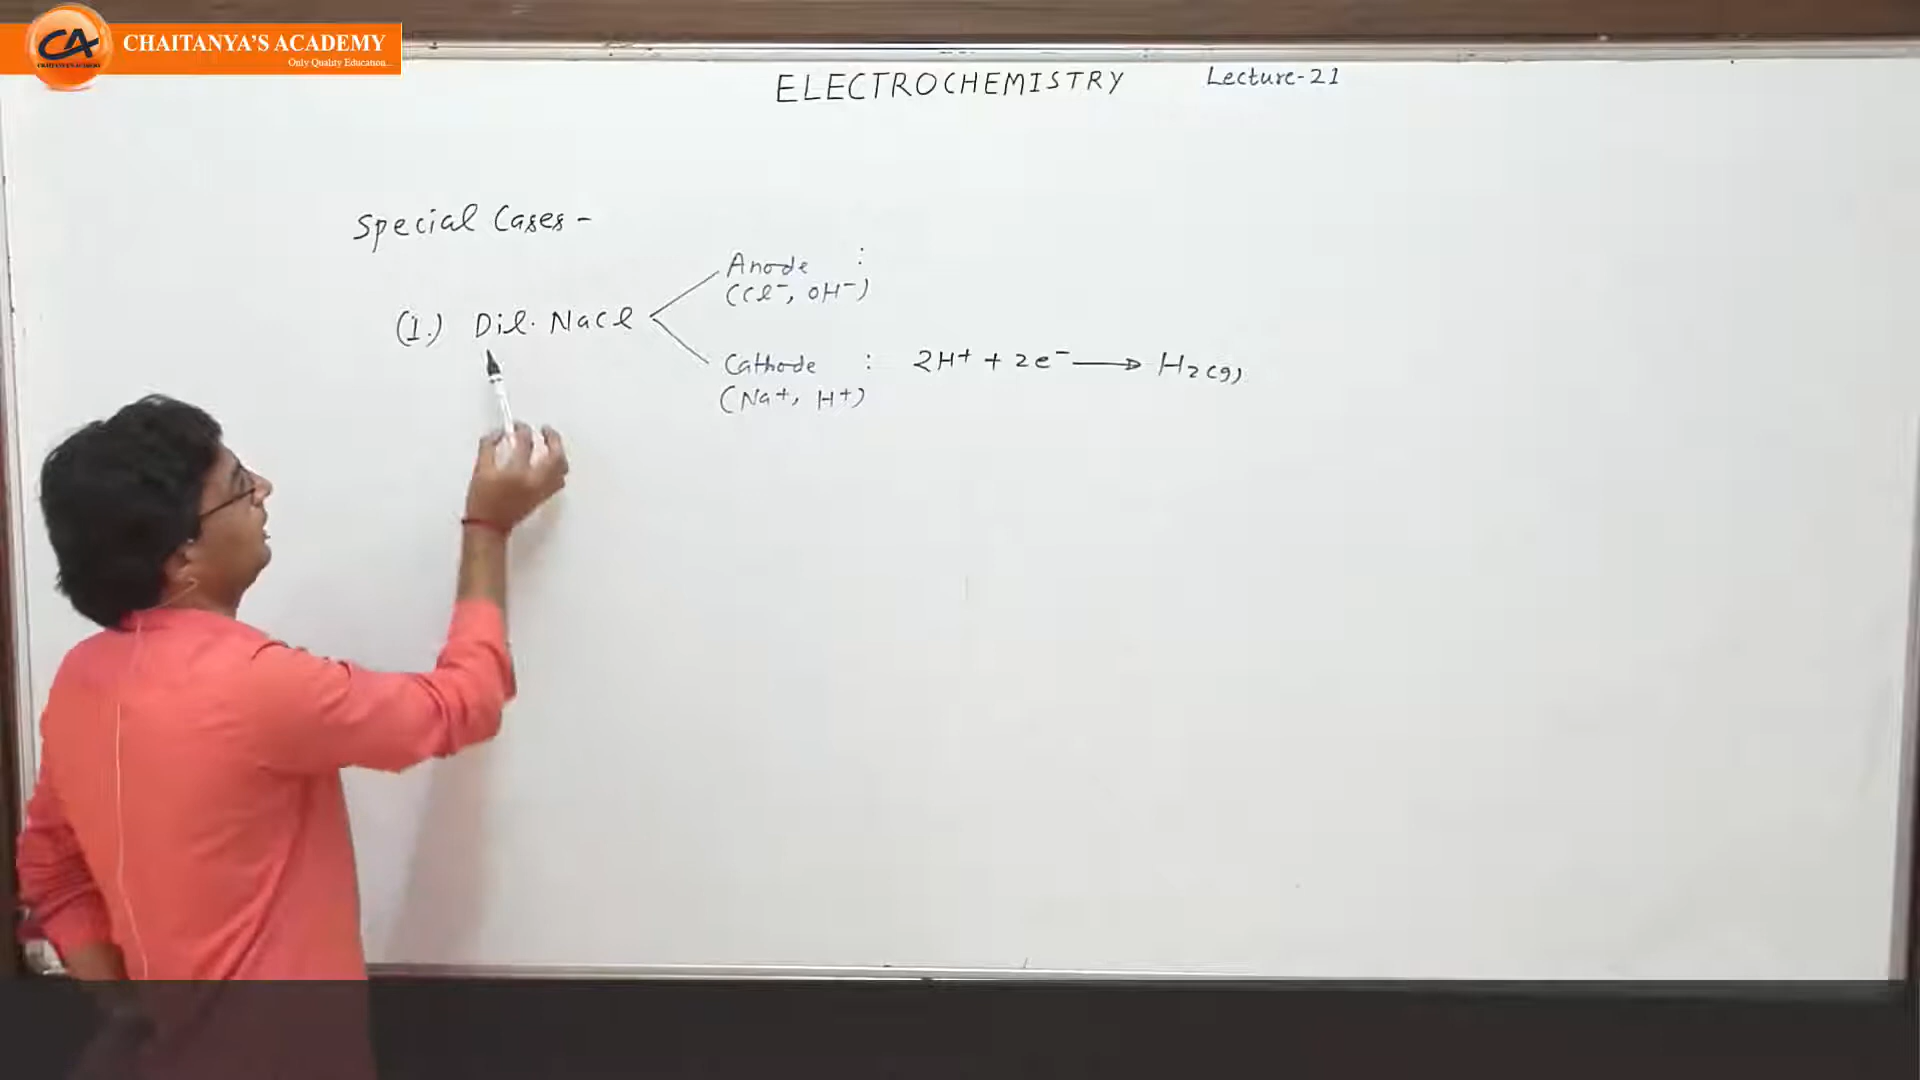 CHAITANYA'S ACADEMY
Only Quality Education...
CA
ELECTROCHEMISTRY Lecture-21
Special Cases -
Anode :
(Cl⁻, OH⁻)
(1.) Dil. NaCl
Cathode : 2H⁺ + 2e⁻ ⟶ H₂(g)
(Na⁺, H⁺)